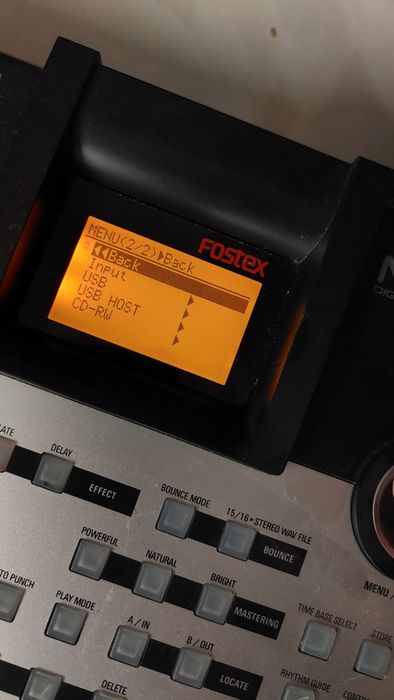 FOSTEX
MENU(2/2)▶Back
◀◀Back
Input
USB
USB HOST
CD-RW
DELAY
EFFECT
BOUNCE MODE
15/16▶STEREO WAV FILE
BOUNCE
POWERFUL
NATURAL
BRIGHT
MASTERING
TO PUNCH
PLAY MODE
A / IN
B / OUT
LOCATE
MENU /
TIME BASE SELECT
STORE
RHYTHM GUIDE
DELETE